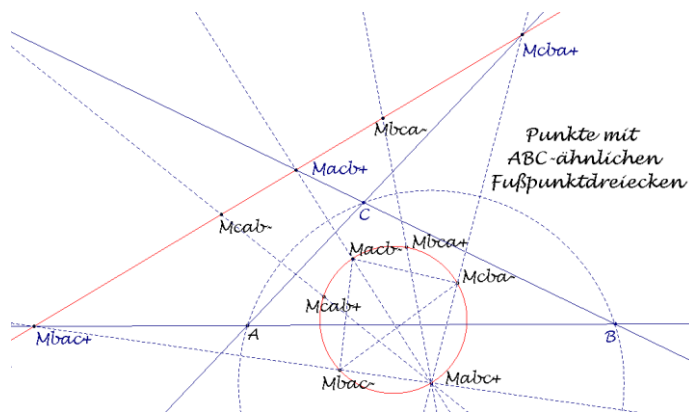 Mcba+
Mbca-
Punkte mit
ABC-ähnlichen
Fußpunktdreiecken
Macb+
C
Mcab-
Mbca+
Macb-
Mcba-
Mcab+
Mbac+
A
B
Mbac-
Mabc+